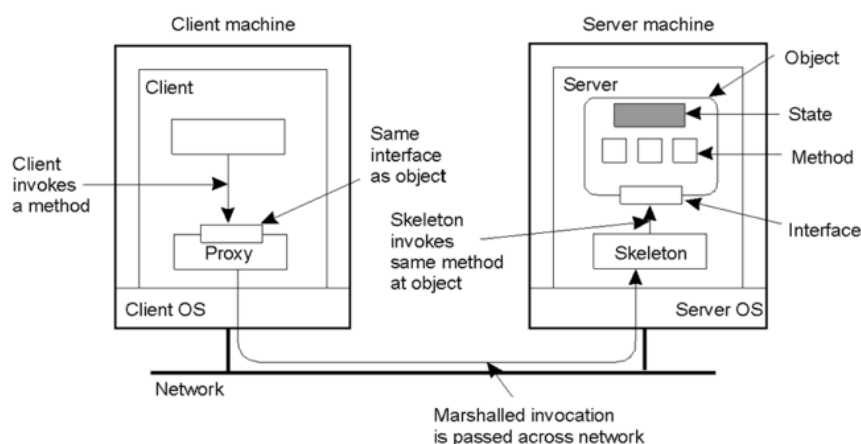 Client machine
Server machine
Object
Client
Server
State
Same
interface
as object
Client
invokes
a method
Method
Skeleton
invokes
same method
at object
Interface
Proxy
Skeleton
Client OS
Server OS
Network
Marshalled invocation
is passed across network